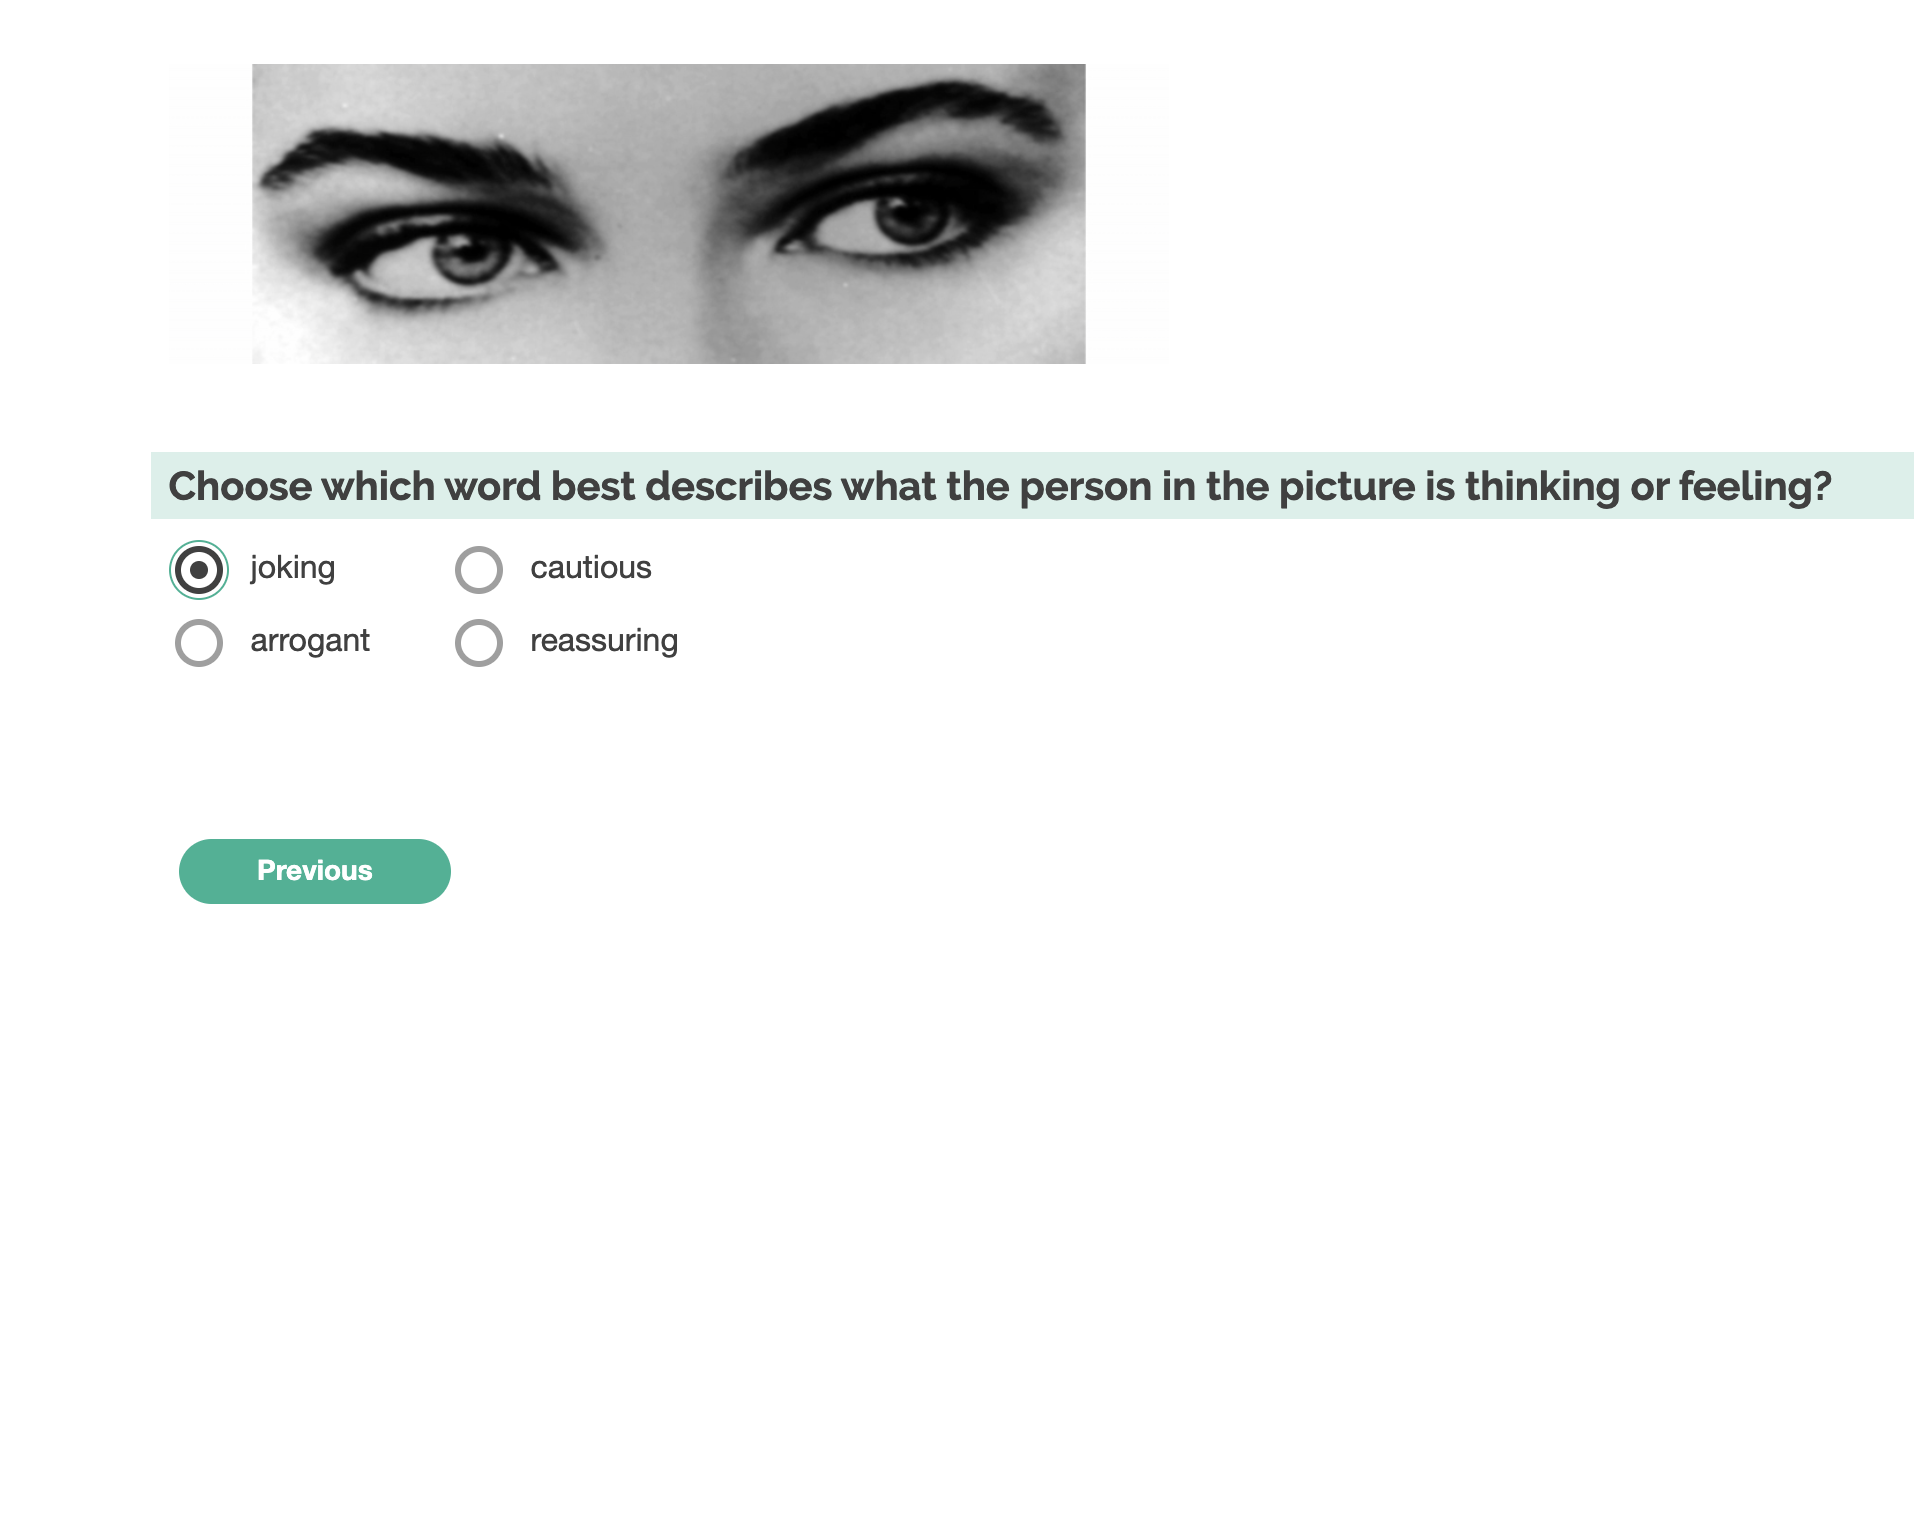 Choose which word best describes what the person in the picture is thinking or feeling?
joking cautious
arrogant reassuring
Previous